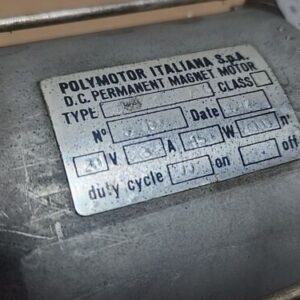 POLYMOTOR ITALIANA S.p.A.
D.C. PERMANENT MAGNET MOTOR
TYPE CLASS
N° Date
V A W n°
duty cycle on off